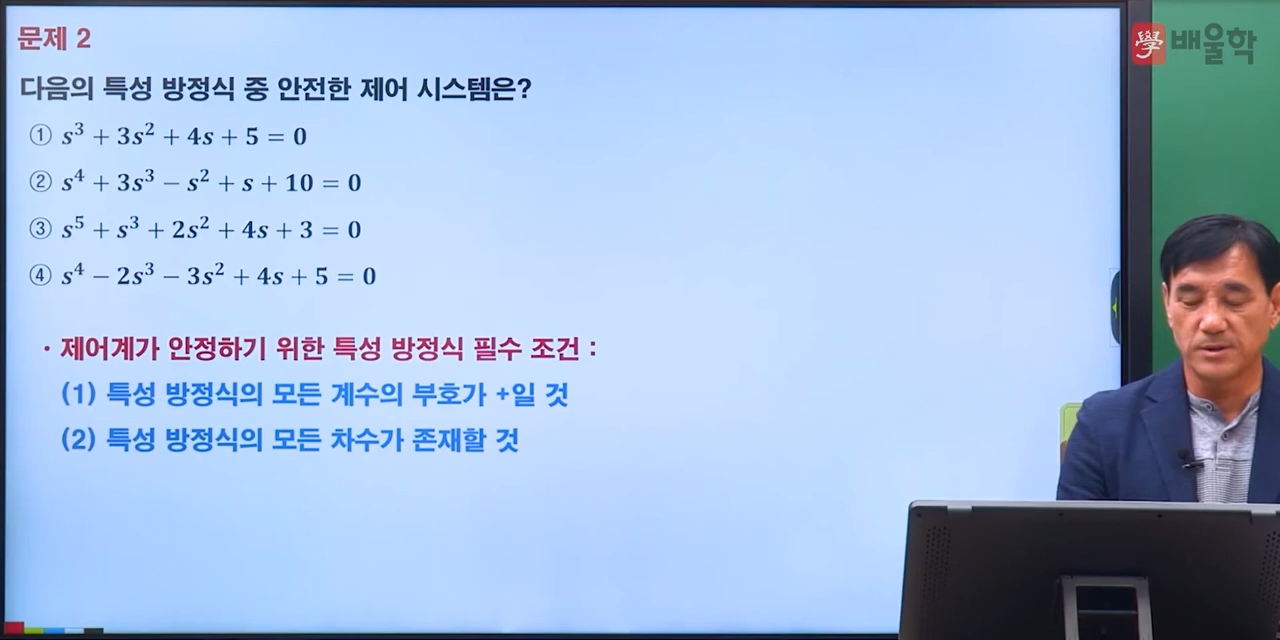 문제 2
學 배울학
다음의 특성 방정식 중 안전한 제어 시스템은?
① s³ + 3s² + 4s + 5 = 0
② s⁴ + 3s³ − s² + s + 10 = 0
③ s⁵ + s³ + 2s² + 4s + 3 = 0
④ s⁴ − 2s³ − 3s² + 4s + 5 = 0
· 제어계가 안정하기 위한 특성 방정식 필수 조건 :
(1) 특성 방정식의 모든 계수의 부호가 +일 것
(2) 특성 방정식의 모든 차수가 존재할 것